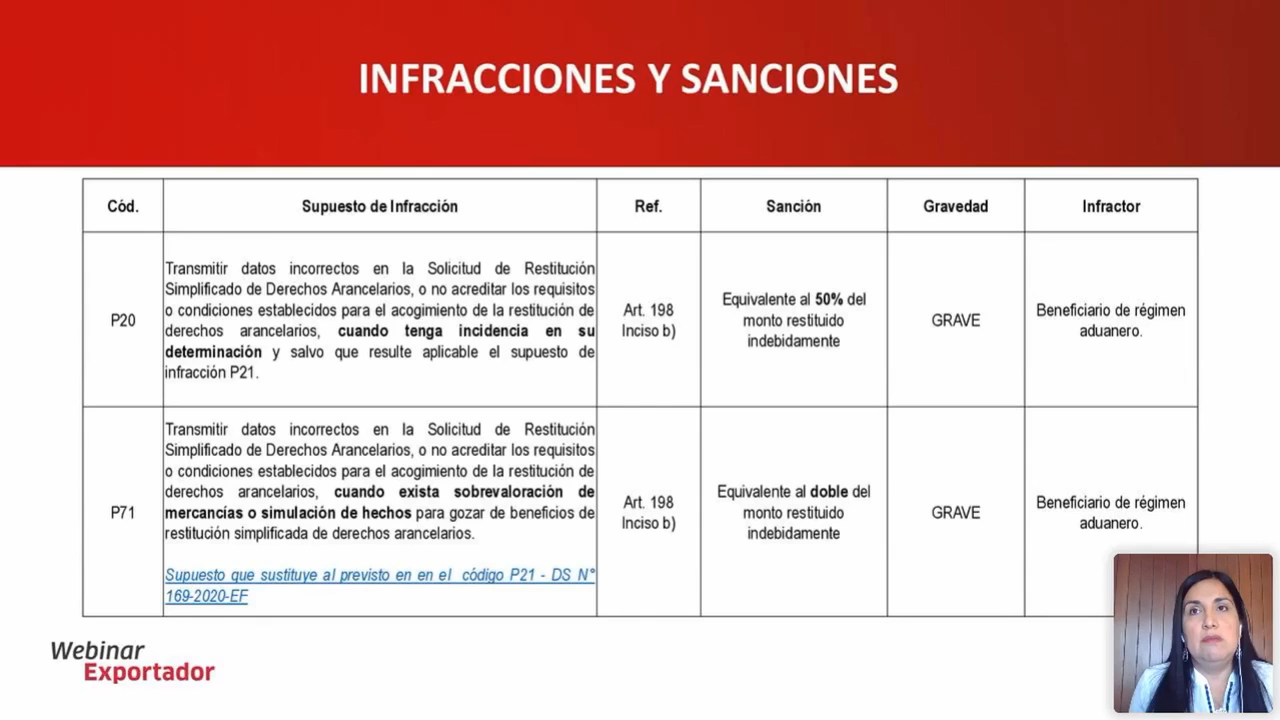 INFRACCIONES Y SANCIONES
Cód.
Supuesto de Infracción
Ref.
Sanción
Gravedad
Infractor
P20
Transmitir datos incorrectos en la Solicitud de Restitución
Simplificado de Derechos Arancelarios, o no acreditar los requisitos
o condiciones establecidos para el acogimiento de la restitución de
derechos arancelarios, cuando tenga incidencia en su
determinación y salvo que resulte aplicable el supuesto de
infracción P21.
Art. 198
Inciso b)
Equivalente al 50% del
monto restituido
indebidamente
GRAVE
Beneficiario de régimen
aduanero.
P71
Transmitir datos incorrectos en la Solicitud de Restitución
Simplificado de Derechos Arancelarios, o no acreditar los requisitos
o condiciones establecidos para el acogimiento de la restitución de
derechos arancelarios, cuando exista sobrevaloración de
mercancías o simulación de hechos para gozar de beneficios de
restitución simplificada de derechos arancelarios.
Supuesto que sustituye al previsto en en el código P21 - DS N°
169-2020-EF
Art. 198
Inciso b)
Equivalente al doble del
monto restituido
indebidamente
GRAVE
Beneficiario de régimen
aduanero.
Webinar
Exportador